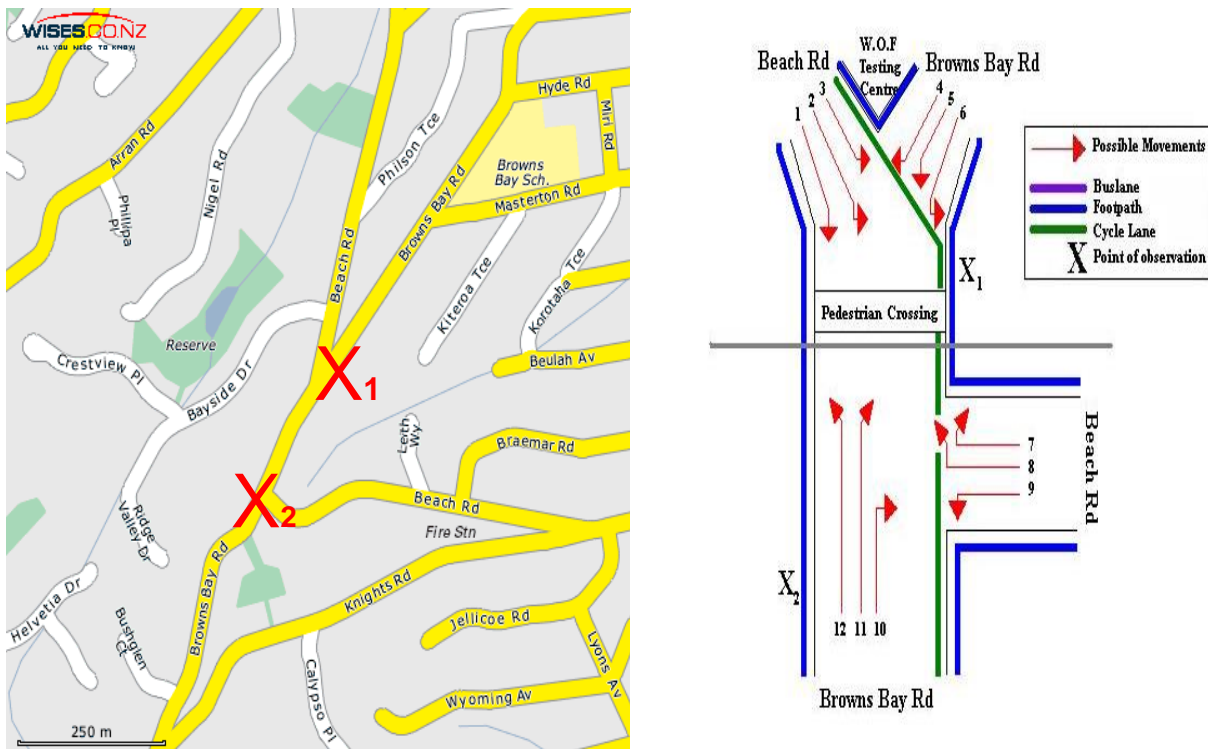 WISES.CO.NZ
ALL YOU NEED TO KNOW
Hyde Rd
Miri Rd
Arran Rd
Philson Tce
Nigel Rd
Browns
Bay Sch.
Browns Bay Rd
Masterton Rd
Phillipa
Pl
Beach Rd
Kiteroa Tce
Korotaha Tce
Reserve
Crestview Pl
Bayside Dr
Beulah Av
X1
Leith
Wy
Braemar Rd
X2
Beach Rd
Ridge
Valley Dr
Fire Stn
Browns Bay Rd
Knights Rd
Helvetia Dr
Bushglen
Ct
Jellicoe Rd
Lyons Av
Calypso Pl
Wyoming Av
250 m
W.O.F
Testing
Centre
Beach Rd
Browns Bay Rd
1
2
3
4
5
6
Possible Movements
Buslane
Footpath
Cycle Lane
X Point of observation
X1
Pedestrian Crossing
7
8
9
Beach Rd
X2
12 11 10
Browns Bay Rd